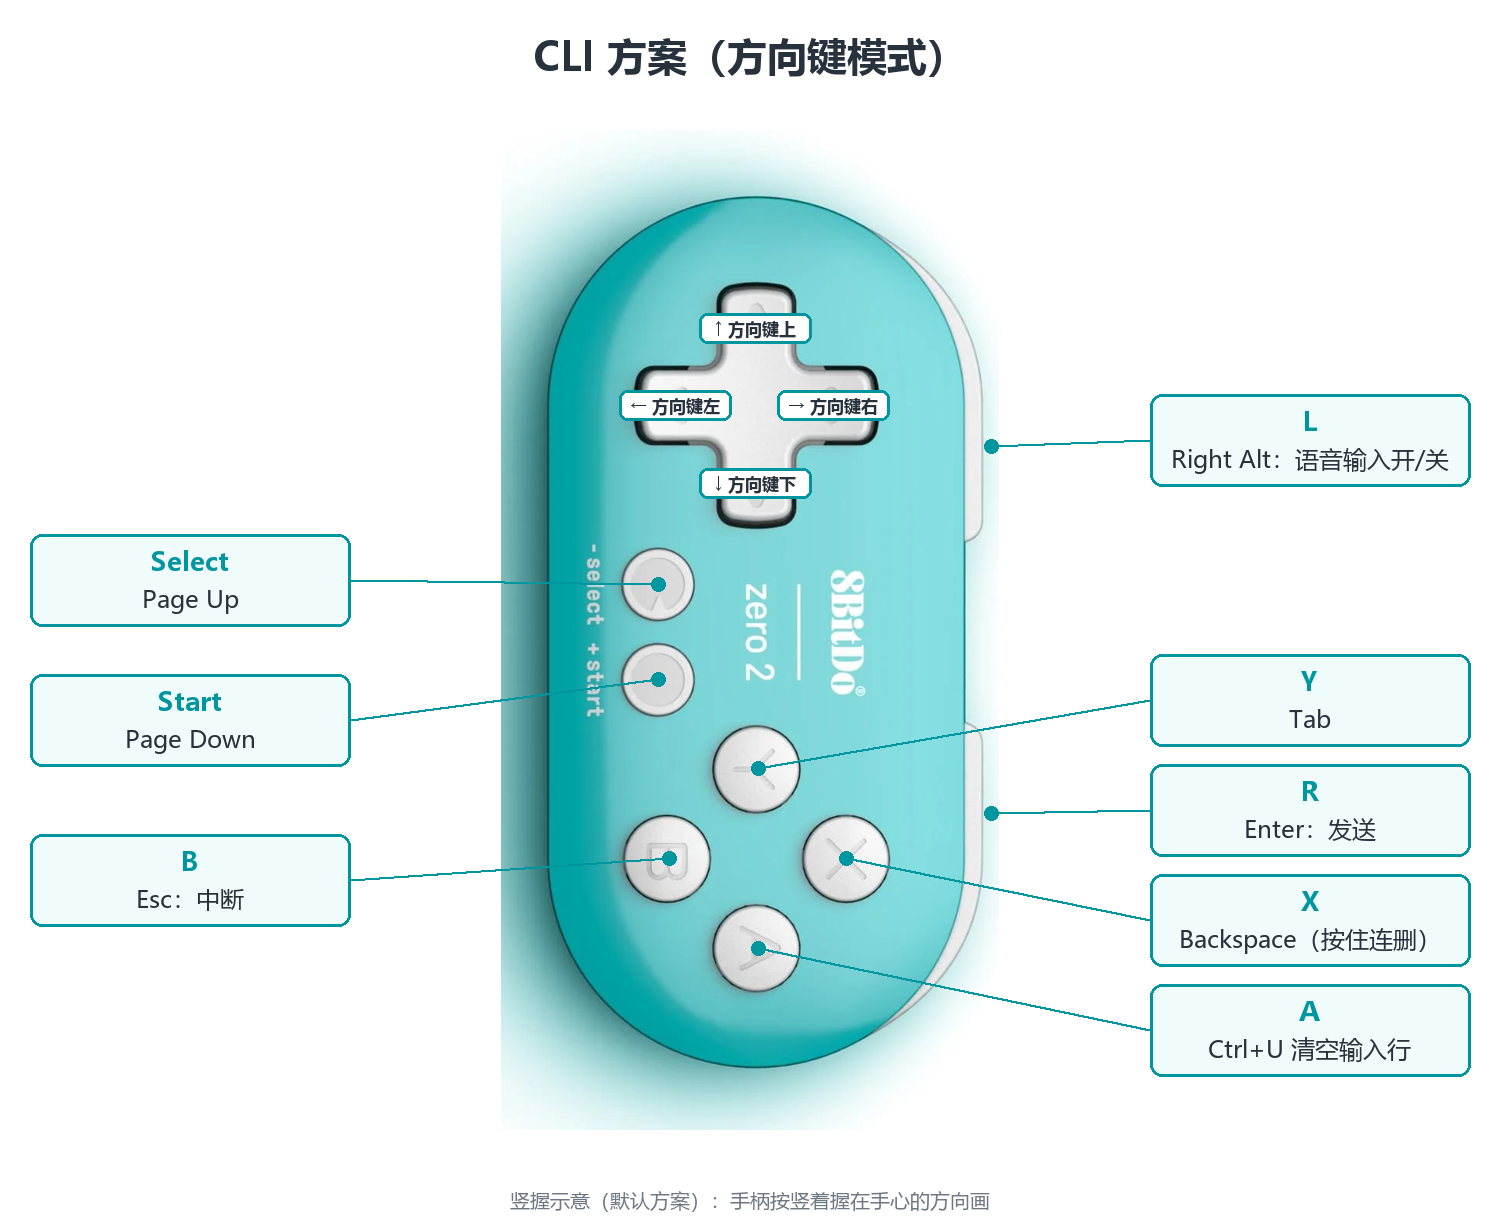 CLI 方案（方向键模式）
↑ 方向键上
← 方向键左
→ 方向键右
↓ 方向键下
L
Right Alt：语音输入开/关
Select
Page Up
- select + start
zero 2
8BitDo®
Start
Page Down
Y
Tab
Y
R
Enter：发送
B
Esc：中断
B
X
X
Backspace（按住连删）
A
A
Ctrl+U 清空输入行
竖握示意（默认方案）：手柄按竖着握在手心的方向画